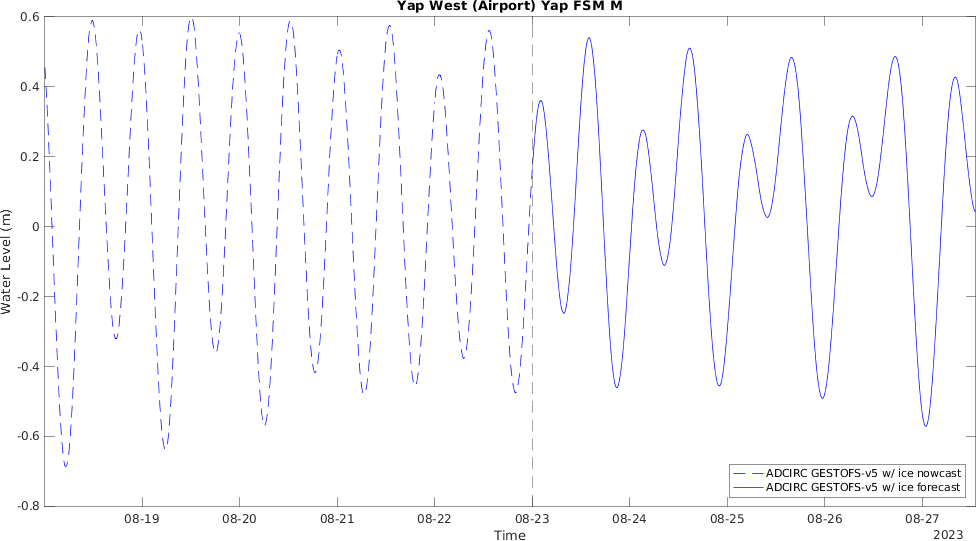 Yap West (Airport) Yap FSM M
0.6
0.4
0.2
0
-0.2
-0.4
-0.6
-0.8
Water Level (m)
08-19 08-20 08-21 08-22 08-23 08-24 08-25 08-26 08-27
Time
2023
ADCIRC GESTOFS-v5 w/ ice nowcast
ADCIRC GESTOFS-v5 w/ ice forecast